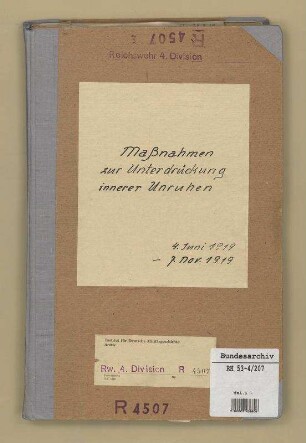 R 4507
Reichswehr 4. Division
Maßnahmen
zur Unterdrückung
innerer Unruhen
4. Juni 1919
– 7. Nov. 1919
Rw. 4. Division R 4507
Bundesarchiv
RH 53-4/207
R 4507